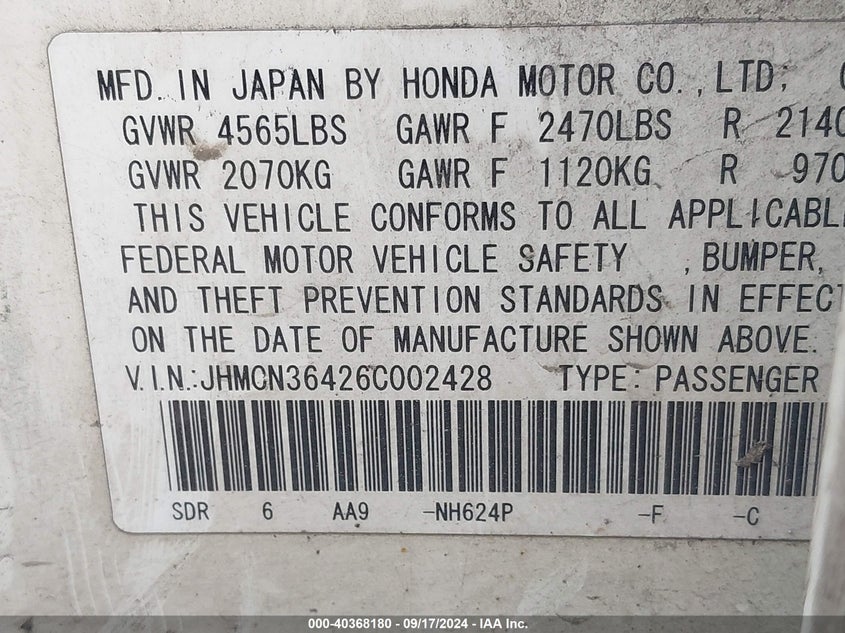 MFD. IN JAPAN BY HONDA MOTOR CO.,LTD.
GVWR 4565LBS GAWR F 2470LBS R 2140
GVWR 2070KG GAWR F 1120KG R 970
THIS VEHICLE CONFORMS TO ALL APPLICABL
FEDERAL MOTOR VEHICLE SAFETY ,BUMPER,
AND THEFT PREVENTION STANDARDS IN EFFECT
ON THE DATE OF MANUFACTURE SHOWN ABOVE.
V.I.N.:JHMCN36426C002428 TYPE:PASSENGER
SDR 6 AA9 -NH624P -F -C
000-40368180 - 09/17/2024 - IAA Inc.